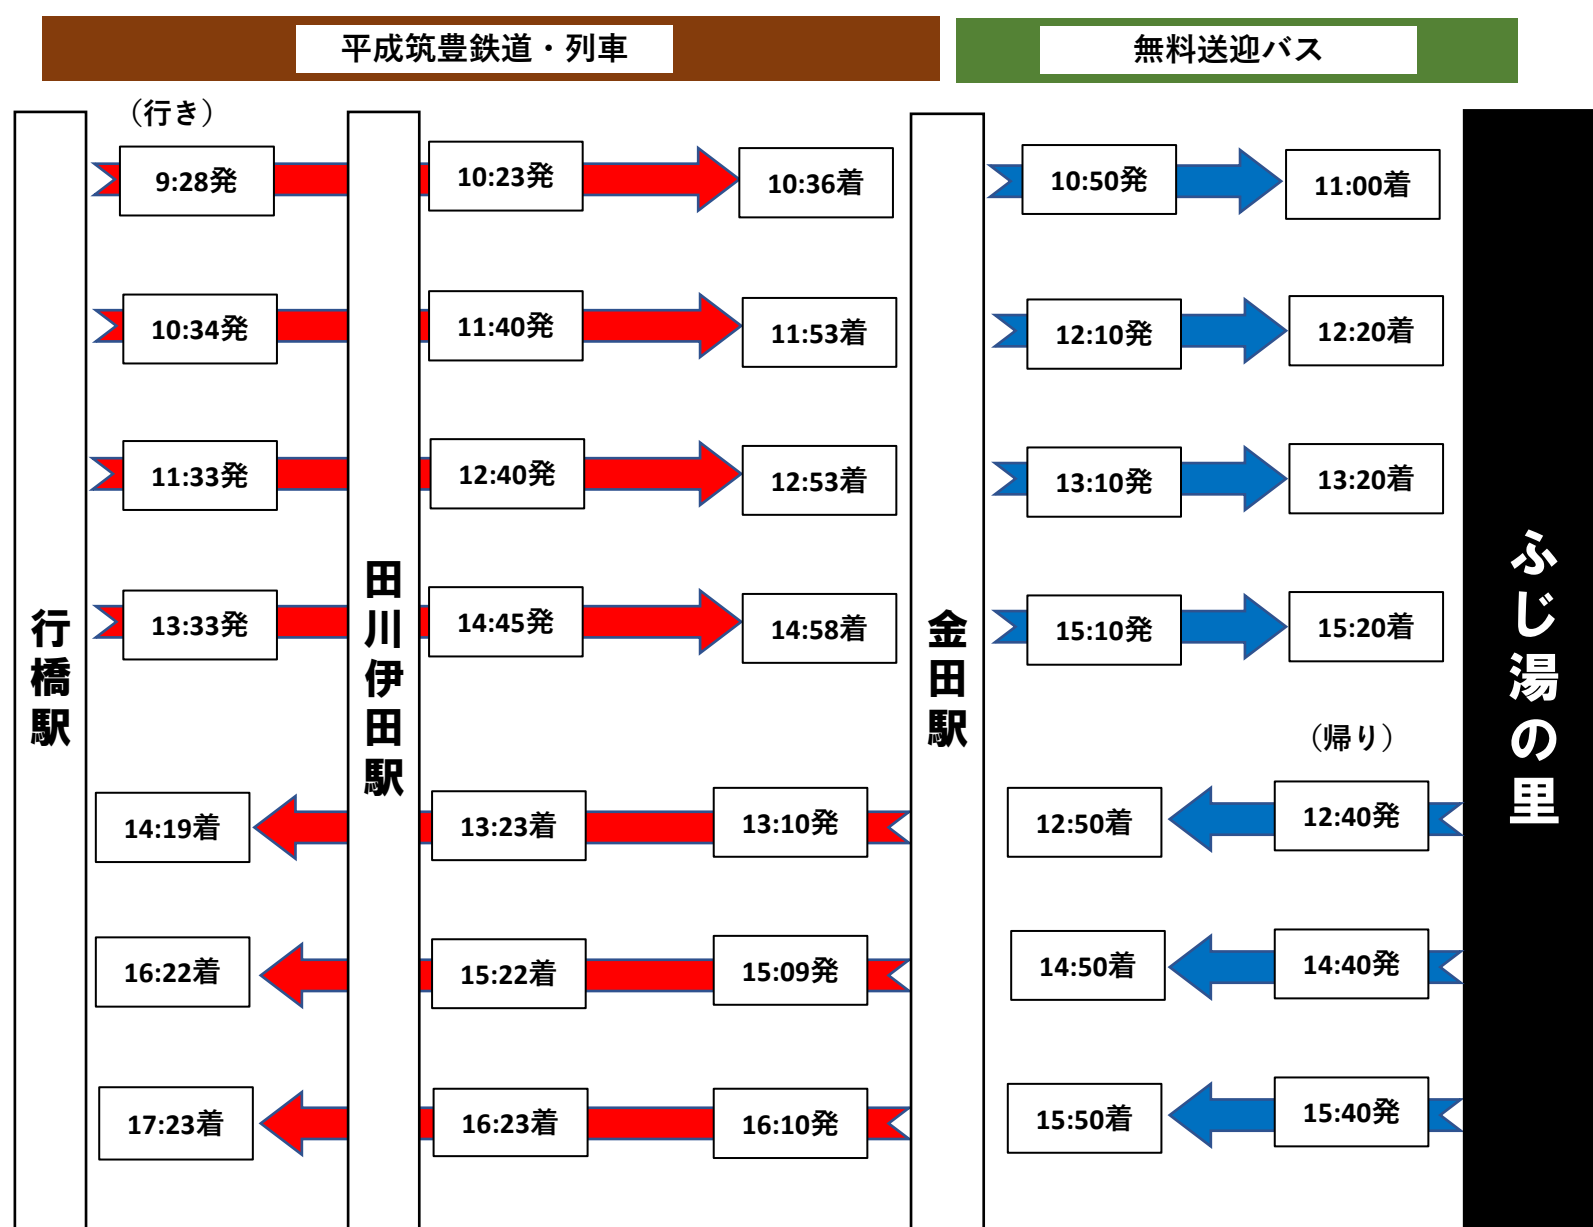 平成筑豊鉄道・列車
無料送迎バス
（行き）
9:28発 10:23発 10:36着 10:50発 11:00着
10:34発 11:40発 11:53着 12:10発 12:20着
11:33発 12:40発 12:53着 13:10発 13:20着
13:33発 14:45発 14:58着 15:10発 15:20着
行橋駅
田川伊田駅
金田駅
ふじ湯の里
（帰り）
14:19着 13:23着 13:10発 12:50着 12:40発
16:22着 15:22着 15:09発 14:50着 14:40発
17:23着 16:23着 16:10発 15:50着 15:40発